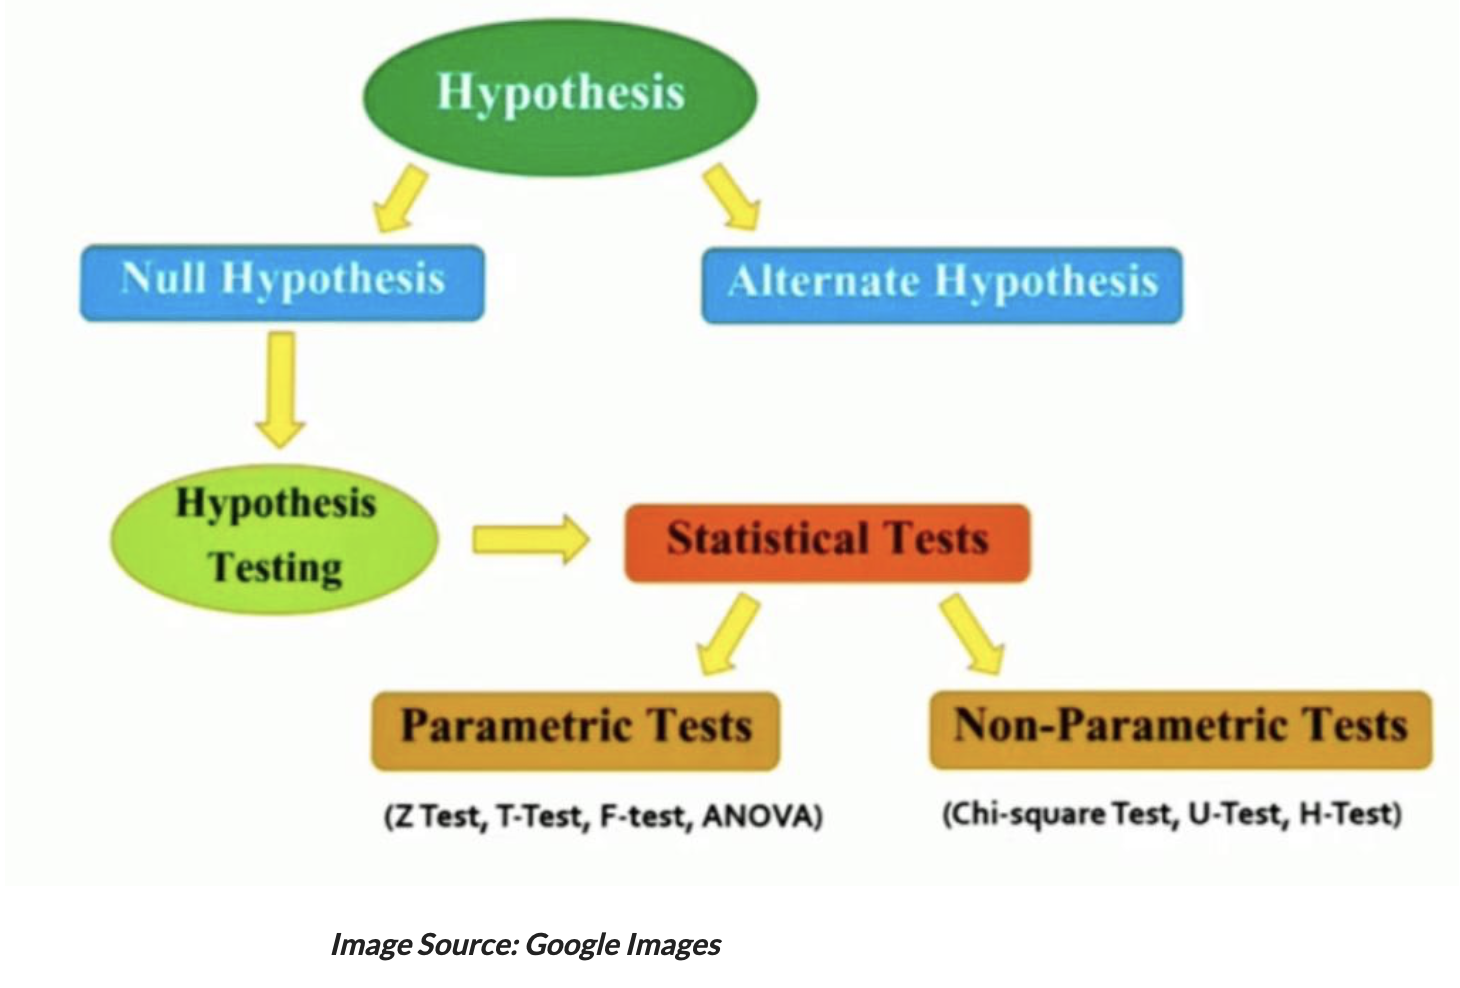 Hypothesis
Null Hypothesis
Alternate Hypothesis
Hypothesis
Testing
Statistical Tests
Parametric Tests
Non-Parametric Tests
(Z Test, T-Test, F-test, ANOVA)
(Chi-square Test, U-Test, H-Test)
Image Source: Google Images